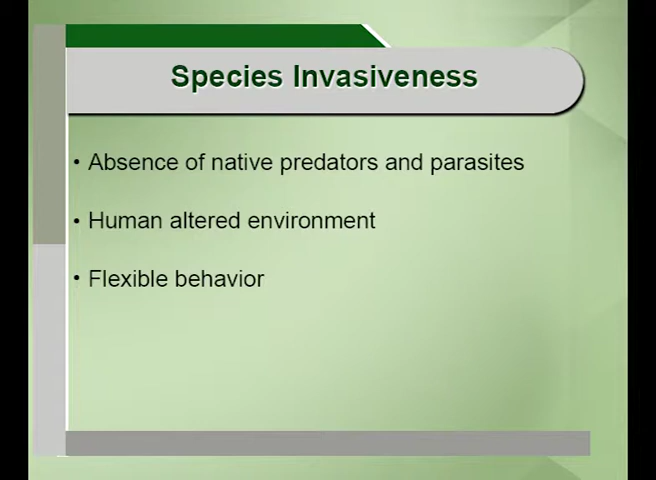 Species Invasiveness
• Absence of native predators and parasites
• Human altered environment
• Flexible behavior